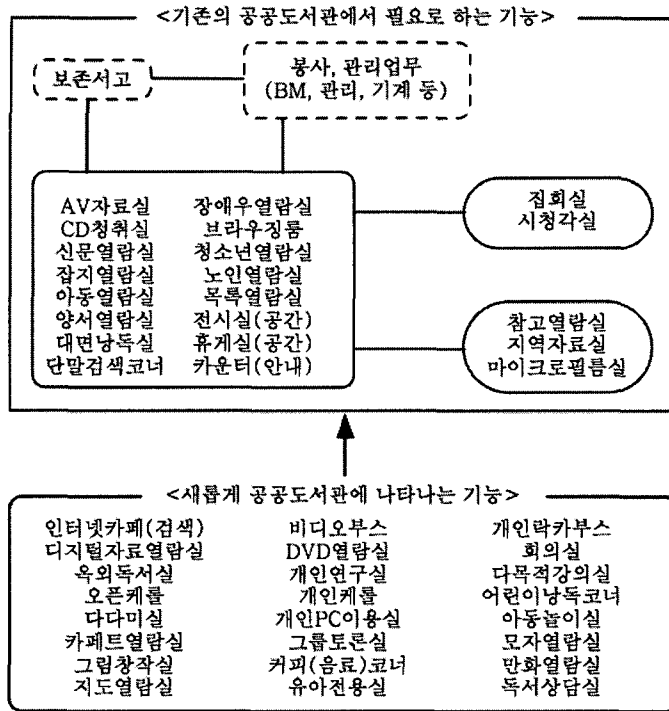 <기존의 공공도서관에서 필요로 하는 기능>
보존서고
봉사, 관리업무
(BM, 관리, 기계 등)
AV자료실 장애우열람실
CD청취실 브라우징룸
신문열람실 청소년열람실
잡지열람실 노인열람실
아동열람실 목록열람실
양서열람실 전시실(공간)
대면낭독실 휴게실(공간)
단말검색코너 카운터(안내)
집회실
시청각실
참고열람실
지역자료실
마이크로필름실
<새롭게 공공도서관에 나타나는 기능>
인터넷카페(검색) 비디오부스 개인락카부스
디지털자료열람실 DVD열람실 회의실
옥외독서실 개인연구실 다목적강의실
오픈케롤 개인케롤 어린이낭독코너
다다미실 개인PC이용실 아동놀이실
카페트열람실 그룹토론실 모자열람실
그림창작실 커피(음료)코너 만화열람실
지도열람실 유아전용실 독서상담실